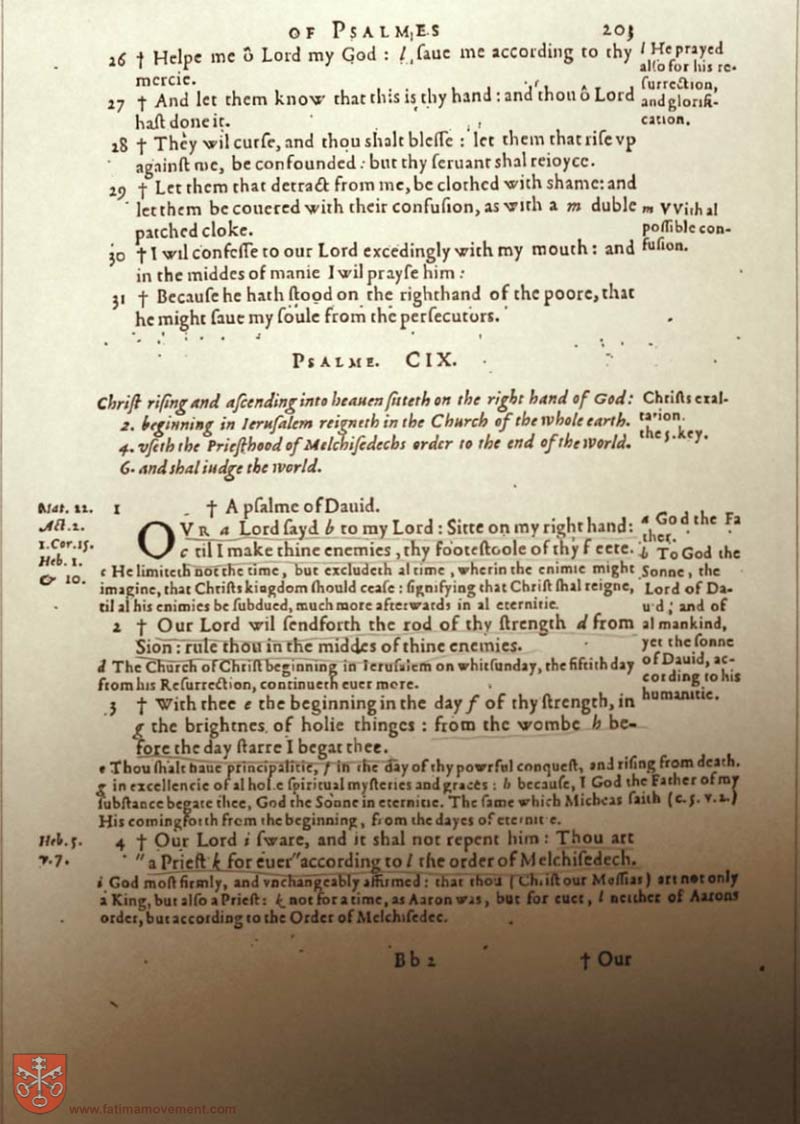 OF PSALMES 203
26 † Helpe me ô Lord my God : l ſaue me according to thy
mercie.
l He prayed
alſo for his re-
ſurrection,
and glorifi-
cation.
27 † And let them know that this is thy hand : and thou ô Lord
haſt done it.
28 † They wil curſe, and thou shalt bleſſe : let them that riſe vp
againſt me, be confounded : but thy ſeruant shal reioyce.
29 † Let them that detract from me, be clothed with shame: and
let them be couered with their confuſion, as with a m duble
patched cloke.
m VVith al
poſſible con-
fuſion.
30 † I wil confeſſe to our Lord excedingly with my mouth : and
in the middes of manie I wil prayſe him :
31 † Becauſe he hath ſtood on the righthand of the poore, that
he might ſaue my ſoule from the perſecutors.
PSALME. CIX.
Chriſt riſing and aſcending into heauen ſitteth on the right hand of God:
2. beginning in Ieruſalem reigneth in the Church of the whole earth.
4. vſeth the Prieſthood of Melchiſedechs order to the end of the world.
6. and shal iudge the world.
Chriſts exal-
tation.
the 5. key.
Mat. 22.
Act. 2.
1. Cor. 15.
Heb. 1.
& 10.
1 † A pſalme of Dauid.
OVR a Lord ſayd b to my Lord : Sitte on my right hand:
c til I make thine enemies, thy footeſtoole of thy feete.
a God the Fa
ther.
b To God the
Sonne, the
Lord of Da-
uid; and of
al mankind,
yet the ſonne
of Dauid, ac-
cording to his
humanitie.
c He limiteth not the time, but excludeth al time, wherin the enimie might
imagine, that Chriſts kingdom ſhould ceaſe : ſignifying that Chriſt ſhal reigne,
til al his enimies be ſubdued, much more afterwards in al eternitie.
2 † Our Lord wil ſendforth the rod of thy ſtrength d from
Sion : rule thou in the middes of thine enemies.
d The Church of Chriſt beginning in Ieruſalem on whitſunday, the fiftith day
from his Reſurrection, continueth euer more.
3 † With thee e the beginning in the day f of thy ſtrength, in
g the brightnes of holie thinges : from the wombe h be-
fore the day ſtarre I begat thee.
e Thou ſhalt haue principalitie, f in the day of thy powrful conqueſt, and riſing from death.
g in excellencie of al holie ſpiritual myſteries and graces : h becauſe, I God the Father of my
ſubſtance begate thee, God the Sonne in eternitie. The ſame which Micheas ſaith (c. 5. v. 2.)
His comingforth from the beginning, from the dayes of eternitie.
Heb. 5.
v. 7.
4 † Our Lord i ſware, and it shal not repent him : Thou art
"a Prieſt k for euer" according to l the order of Melchiſedech.
i God moſt firmly, and vnchangeably affirmed : that thou (Chriſt our Meſſias) art not only
a King, but alſo a Prieſt : k not for a time, as Aaron was, but for euer, l neither of Aarons
order, but according to the Order of Melchiſedec.
Bb 2 † Our
www.fatimamovement.com